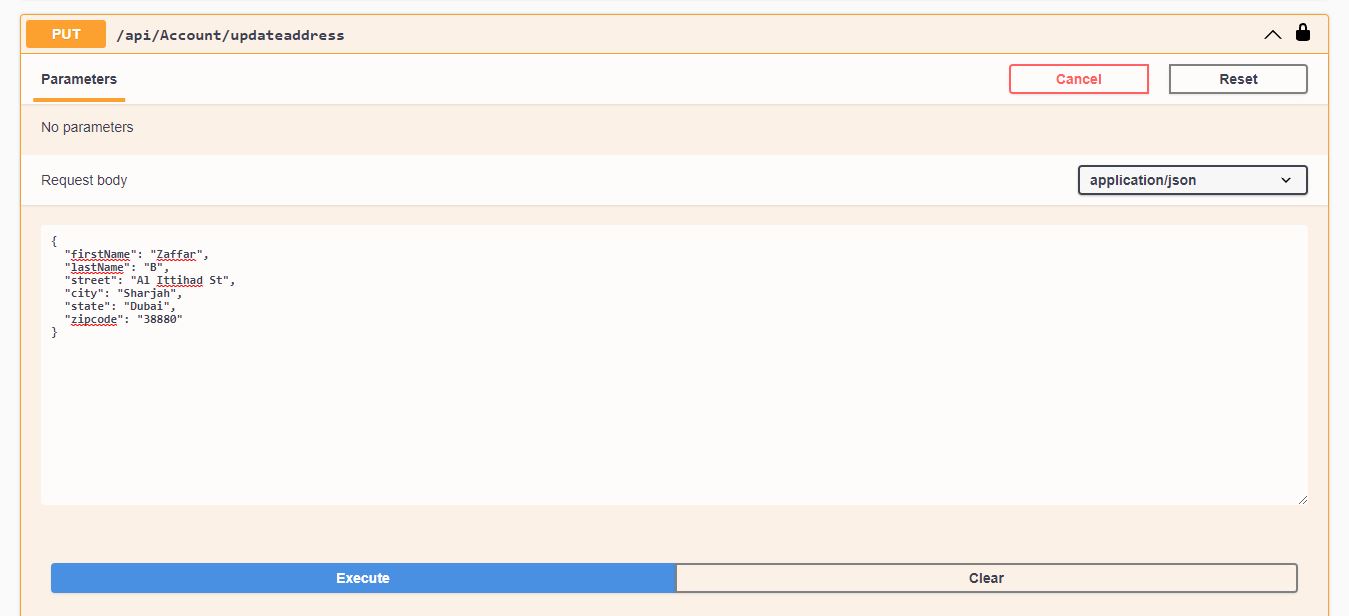 PUT /api/Account/updateaddress
Parameters Cancel Reset
No parameters
Request body application/json
{
  "firstName": "Zaffar",
  "lastName": "B",
  "street": "Al Ittihad St",
  "city": "Sharjah",
  "state": "Dubai",
  "zipcode": "38880"
}
Execute Clear